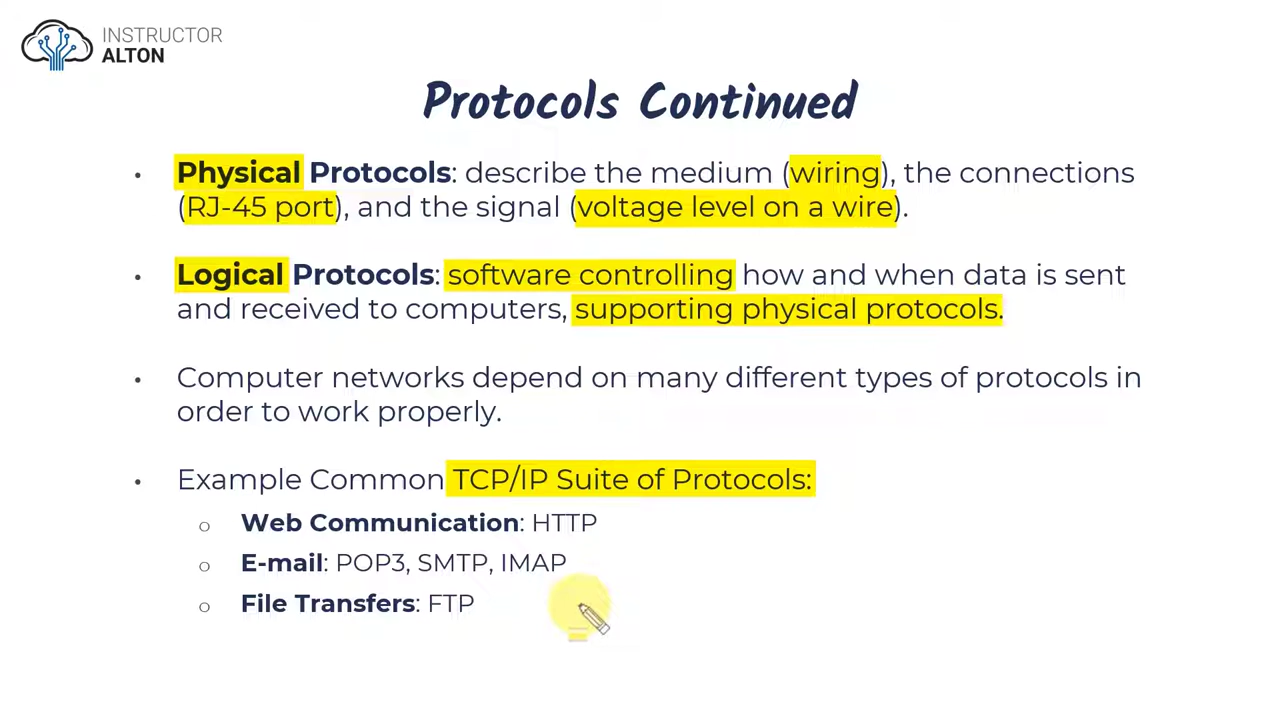 INSTRUCTOR
ALTON
Protocols Continued
• Physical Protocols: describe the medium (wiring), the connections
(RJ-45 port), and the signal (voltage level on a wire).
• Logical Protocols: software controlling how and when data is sent
and received to computers, supporting physical protocols.
• Computer networks depend on many different types of protocols in
order to work properly.
• Example Common TCP/IP Suite of Protocols:
o Web Communication: HTTP
o E-mail: POP3, SMTP, IMAP
o File Transfers: FTP